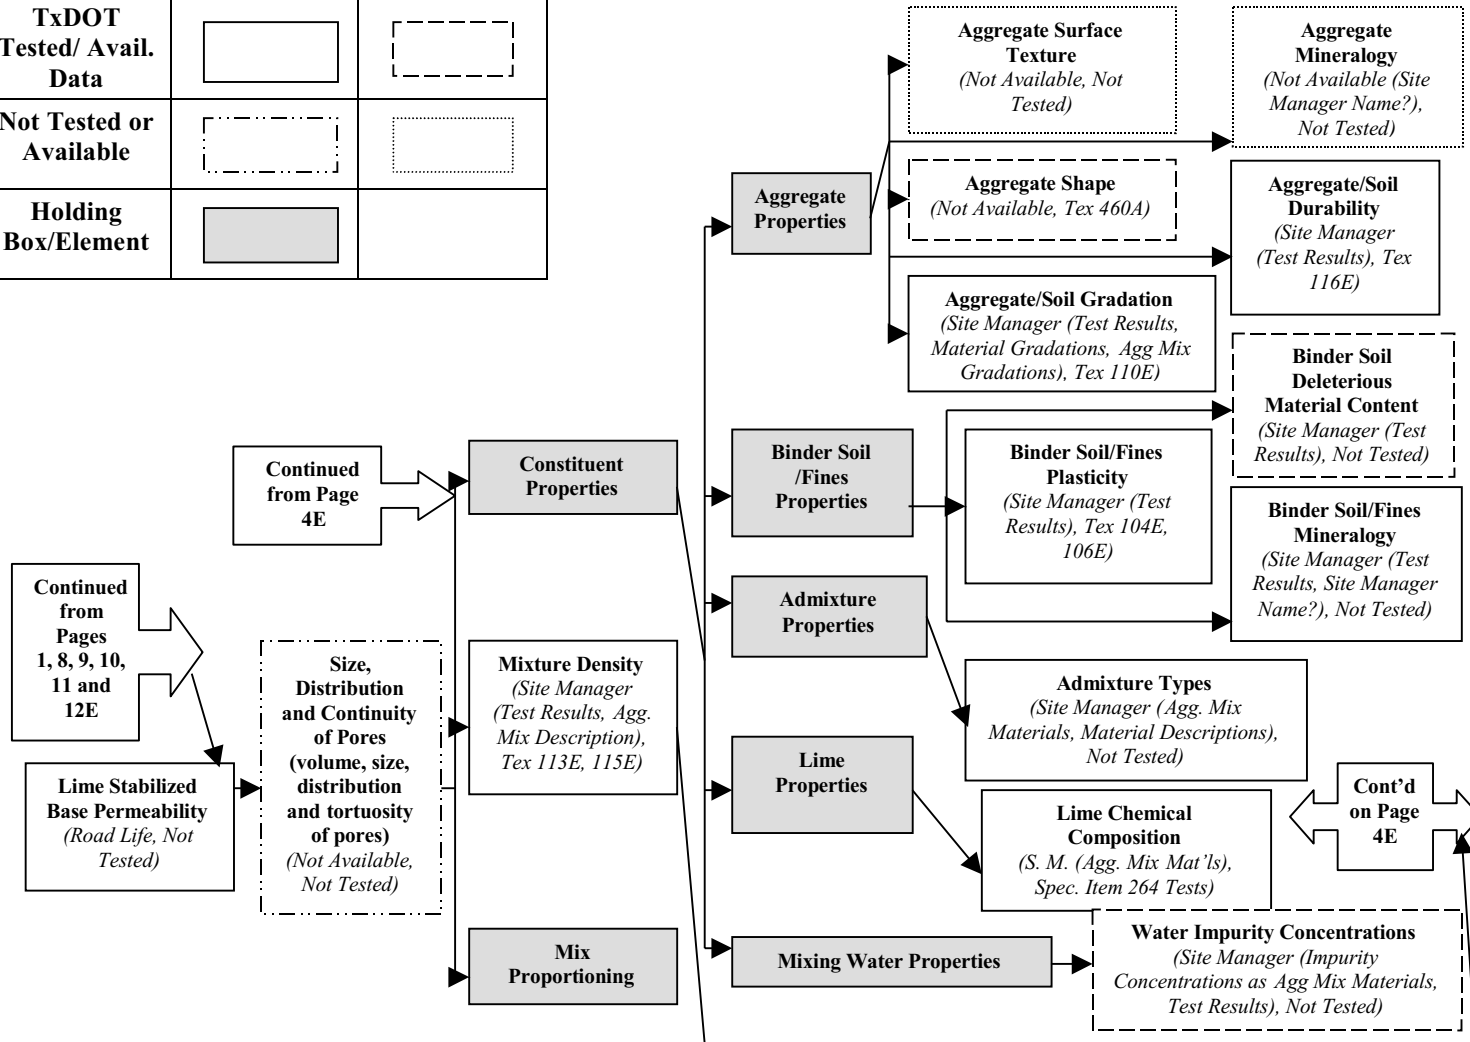 TxDOT
Tested/ Avail.
Data
Not Tested or
Available
Holding
Box/Element
Aggregate Surface
Texture
(Not Available, Not
Tested)
Aggregate
Mineralogy
(Not Available (Site
Manager Name?),
Not Tested)
Aggregate
Properties
Aggregate Shape
(Not Available, Tex 460A)
Aggregate/Soil
Durability
(Site Manager
(Test Results), Tex
116E)
Aggregate/Soil Gradation
(Site Manager (Test Results,
Material Gradations, Agg Mix
Gradations), Tex 110E)
Binder Soil
Deleterious
Material Content
(Site Manager (Test
Results), Not Tested)
Continued
from Page
4E
Constituent
Properties
Binder Soil
/Fines
Properties
Binder Soil/Fines
Plasticity
(Site Manager (Test
Results), Tex 104E,
106E)
Binder Soil/Fines
Mineralogy
(Site Manager (Test
Results, Site Manager
Name?), Not Tested)
Continued
from
Pages
1, 8, 9, 10,
11 and
12E
Admixture
Properties
Size,
Distribution
and Continuity
of Pores
(volume, size,
distribution
and tortuosity
of pores)
(Not Available,
Not Tested)
Mixture Density
(Site Manager
(Test Results, Agg.
Mix Description),
Tex 113E, 115E)
Admixture Types
(Site Manager (Agg. Mix
Materials, Material Descriptions),
Not Tested)
Lime Stabilized
Base Permeability
(Road Life, Not
Tested)
Lime
Properties
Lime Chemical
Composition
(S. M. (Agg. Mix Mat'ls),
Spec. Item 264 Tests)
Cont'd
on Page
4E
Mix
Proportioning
Mixing Water Properties
Water Impurity Concentrations
(Site Manager (Impurity
Concentrations as Agg Mix Materials,
Test Results), Not Tested)